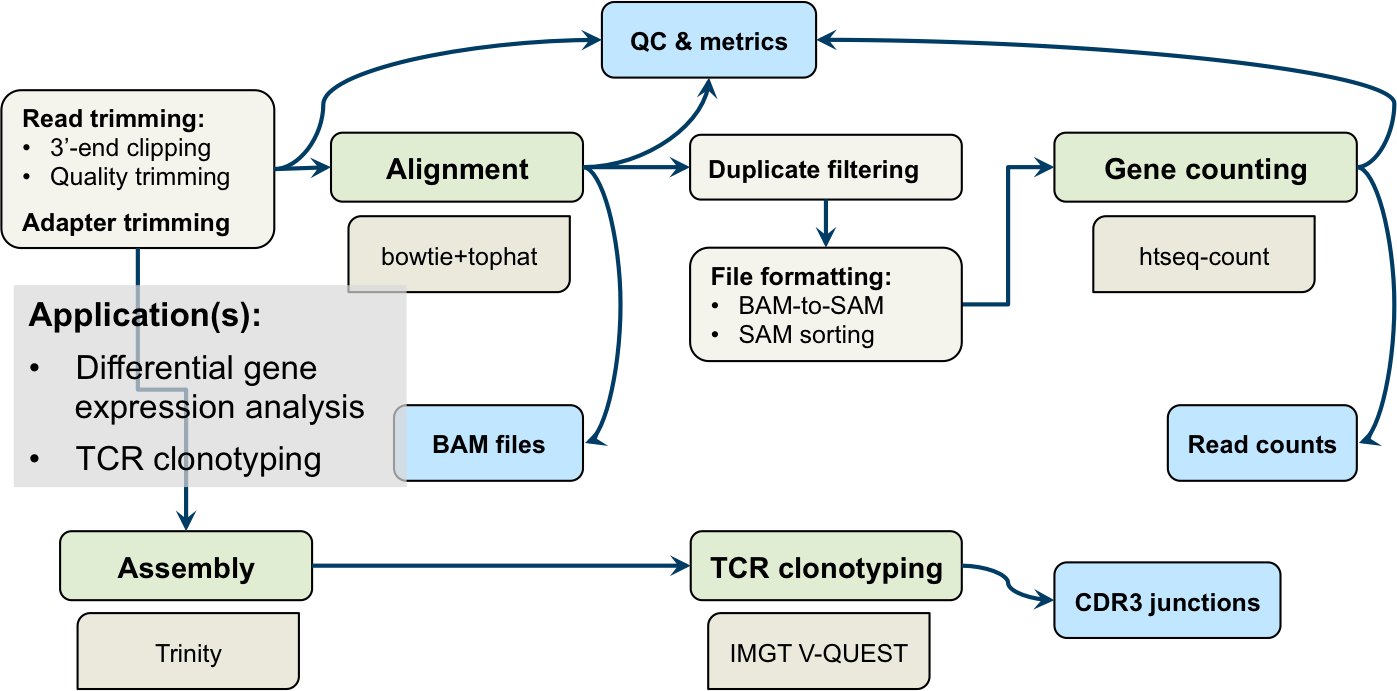 QC & metrics
Read trimming:
• 3’-end clipping
• Quality trimming
Adapter trimming
Alignment
bowtie+tophat
Duplicate filtering
File formatting:
• BAM-to-SAM
• SAM sorting
Gene counting
htseq-count
Application(s):
• Differential gene
expression analysis
• TCR clonotyping
BAM files
Read counts
Assembly
Trinity
TCR clonotyping
IMGT V-QUEST
CDR3 junctions